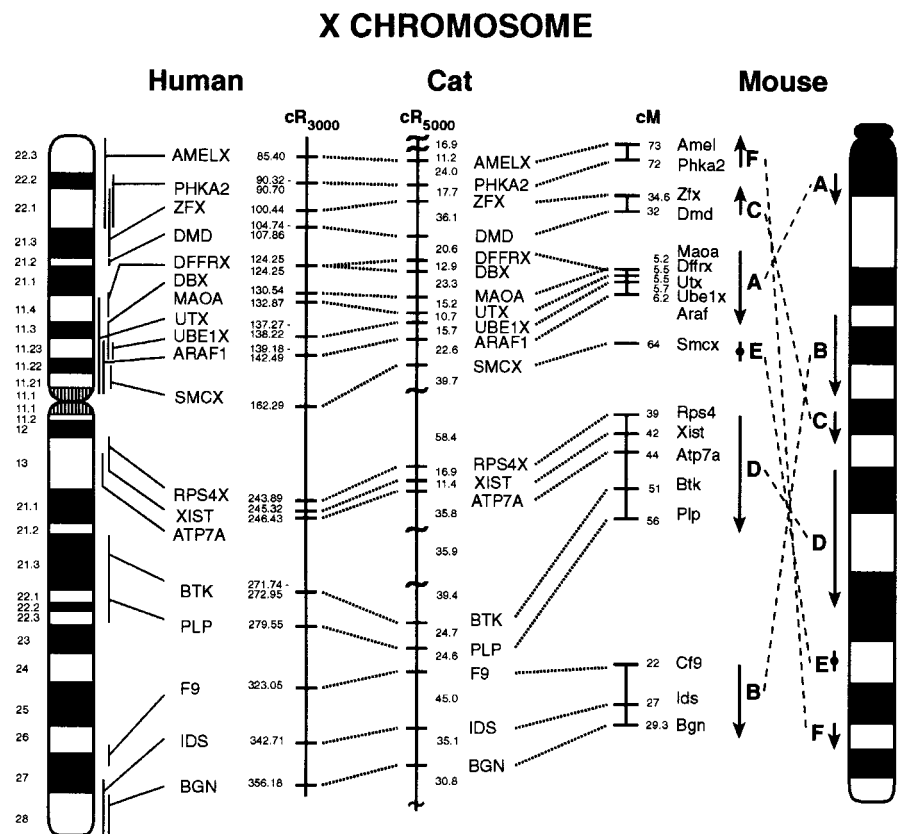 X CHROMOSOME
Human
Cat
Mouse
cR3000
cR5000
cM
22.3
22.2
22.1
21.3
21.2
21.1
11.4
11.3
11.23
11.22
11.21
11.1
11.1
11.2
12
13
21.1
21.2
21.3
22.1
22.2
22.3
23
24
25
26
27
28
AMELX
PHKA2
ZFX
DMD
DFFRX
DBX
MAOA
UTX
UBE1X
ARAF1
SMCX
RPS4X
XIST
ATP7A
BTK
PLP
F9
IDS
BGN
85.40
90.32
90.70
100.44
104.74
107.86
124.25
124.25
130.54
132.87
137.27
138.22
139.18
142.49
162.29
243.89
245.32
246.43
271.74
272.95
279.55
323.05
342.71
356.18
16.9
11.2
24.0
17.7
36.1
20.6
12.9
23.3
15.2
10.7
15.7
22.6
39.7
58.4
16.9
11.4
35.8
35.9
39.4
24.7
24.6
45.0
35.1
30.8
AMELX
PHKA2
ZFX
DMD
DFFRX
DBX
MAOA
UTX
UBE1X
ARAF1
SMCX
RPS4X
XIST
ATP7A
BTK
PLP
F9
IDS
BGN
73 Amel
72 Phka2
34.5 Zfx
32 Dmd
5.2 Maoa
5.5 Dffrx
5.5 Utx
5.7 Ube1x
6.2 Araf
64 Smcx
39 Rps4
42 Xist
44 Atp7a
51 Btk
56 Plp
22 Cf9
27 Ids
29.3 Bgn
F
C
A
E
D
B
A
B
C
D
E
F